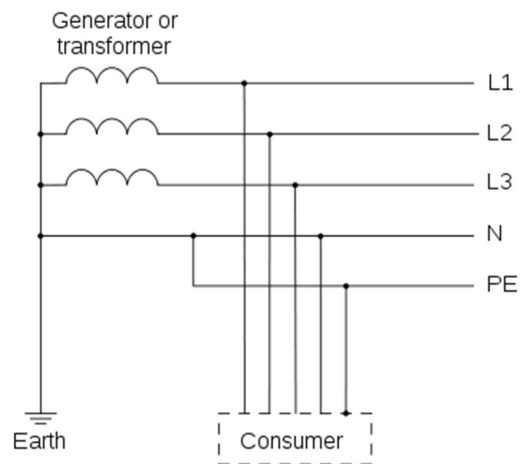 Generator or
transformer
L1
L2
L3
N
PE
Earth
Consumer